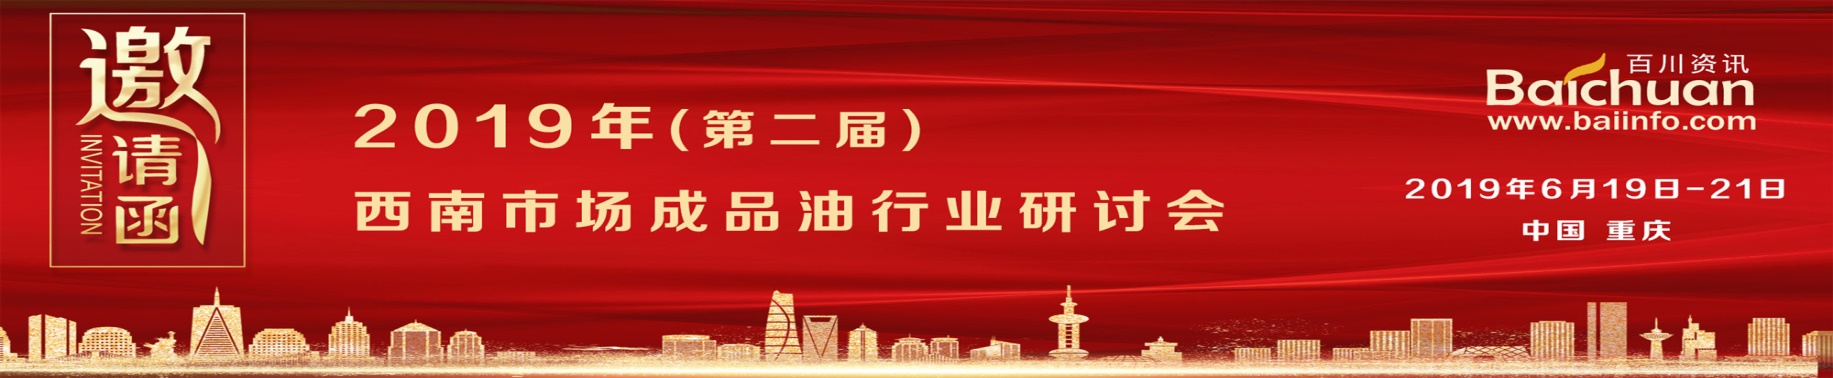 邀请函
INVITATION
2019年(第二届)
西南市场成品油行业研讨会
百川资讯
Baichuan
www.baiinfo.com
2019年6月19日-21日
中国 重庆